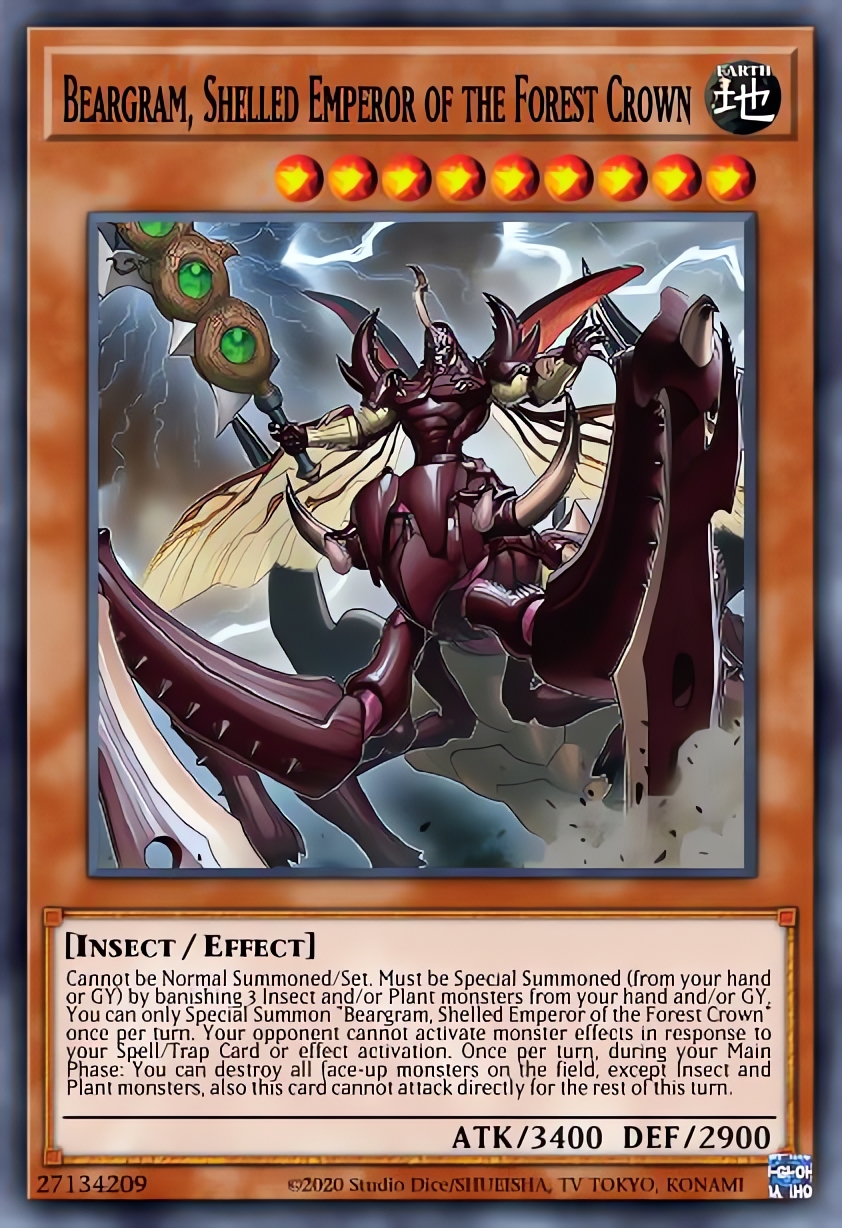 BEARGRAM, SHELLED EMPEROR OF THE FOREST CROWN
EARTH
地
[INSECT / EFFECT]
Cannot be Normal Summoned/Set. Must be Special Summoned (from your hand
or GY) by banishing 3 Insect and/or Plant monsters from your hand and/or GY.
You can only Special Summon "Beargram, Shelled Emperor of the Forest Crown"
once per turn. Your opponent cannot activate monster effects in response to
your Spell/Trap Card or effect activation. Once per turn, during your Main
Phase: You can destroy all face-up monsters on the field, except Insect and
Plant monsters, also this card cannot attack directly for the rest of this turn.
ATK/3400 DEF/2900
27134209
©2020 Studio Dice/SHUEISHA, TV TOKYO, KONAMI